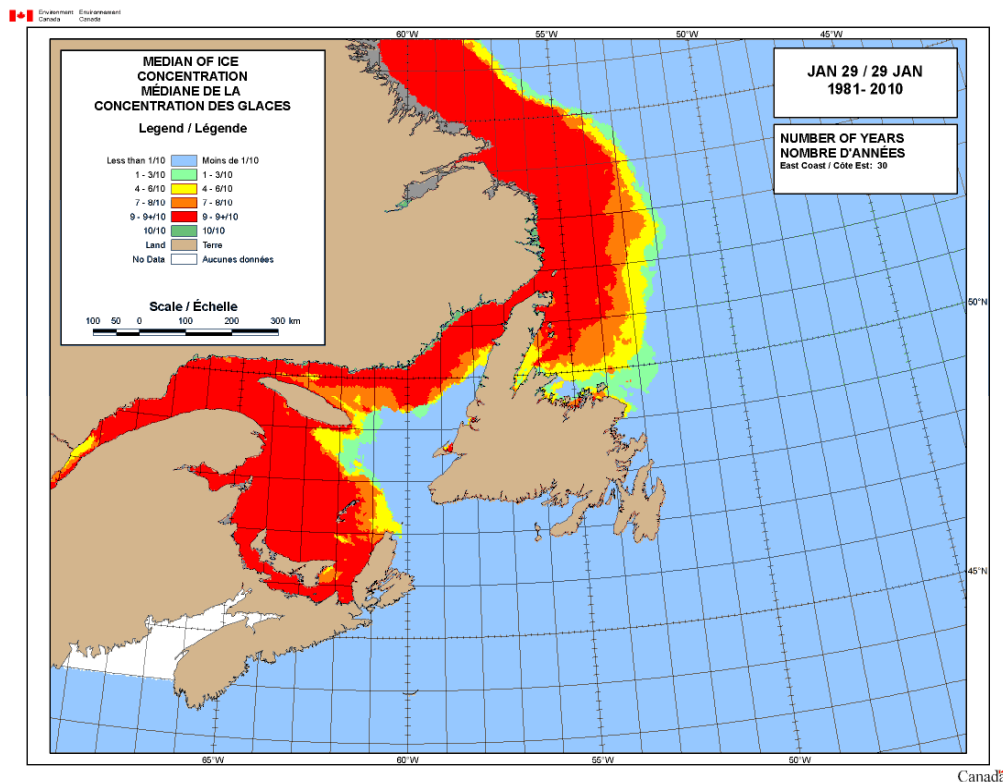 Environment Environnement
Canada Canada
60°W 55°W 50°W 45°W
MEDIAN OF ICE
CONCENTRATION
MÉDIANE DE LA
CONCENTRATION DES GLACES
Legend / Légende
Less than 1/10 Moins de 1/10
1 - 3/10 1 - 3/10
4 - 6/10 4 - 6/10
7 - 8/10 7 - 8/10
9 - 9+/10 9 - 9+/10
10/10 10/10
Land Terre
No Data Aucunes données
Scale / Échelle
100 50 0 100 200 300 km
JAN 29 / 29 JAN
1981- 2010
NUMBER OF YEARS
NOMBRE D'ANNÉES
East Coast / Côte Est: 30
50°N
45°N
65°W 60°W 55°W 50°W
Canada